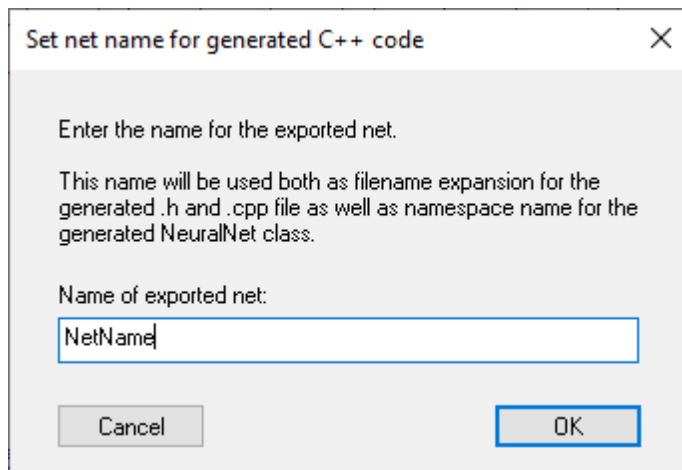 Set net name for generated C++ code
Enter the name for the exported net.
This name will be used both as filename expansion for the
generated .h and .cpp file as well as namespace name for the
generated NeuralNet class.
Name of exported net:
NetName
Cancel
OK